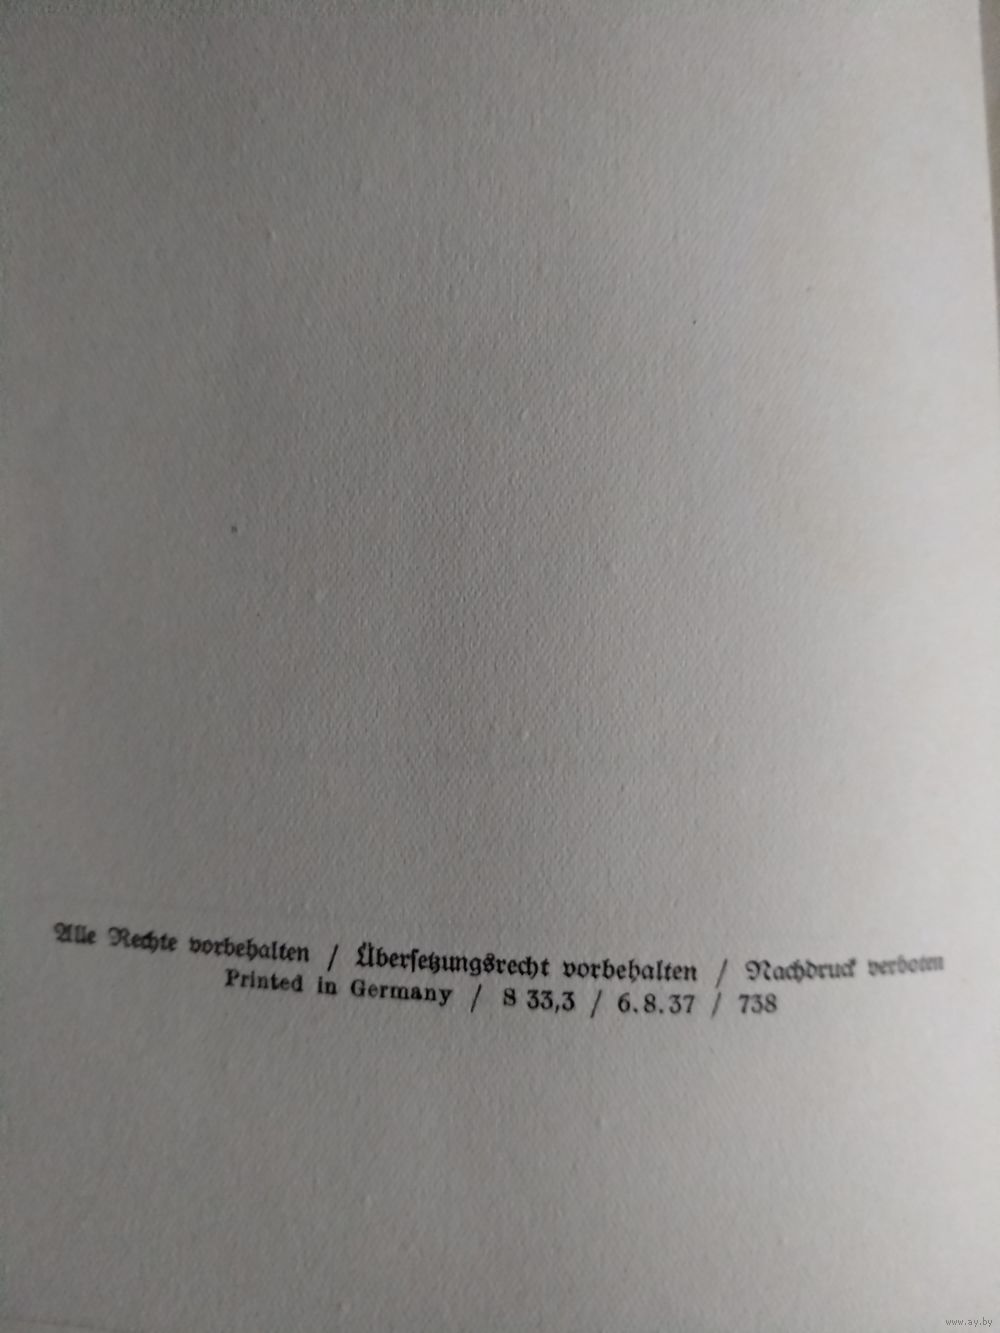 Alle Rechte vorbehalten / Übersetzungsrecht vorbehalten / Nachdruck verboten
Printed in Germany / S 33,3 / 6.8.37 / 738
www.ay.by